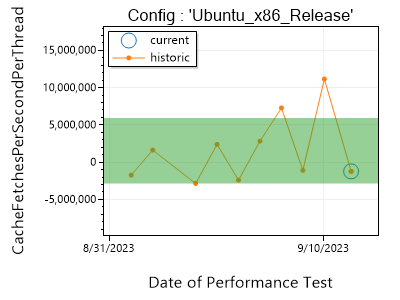 Config : 'Ubuntu_x86_Release'
current
historic
CacheFetchesPerSecondPerThread
15,000,000
10,000,000
5,000,000
0
-5,000,000
8/31/2023
9/10/2023
Date of Performance Test